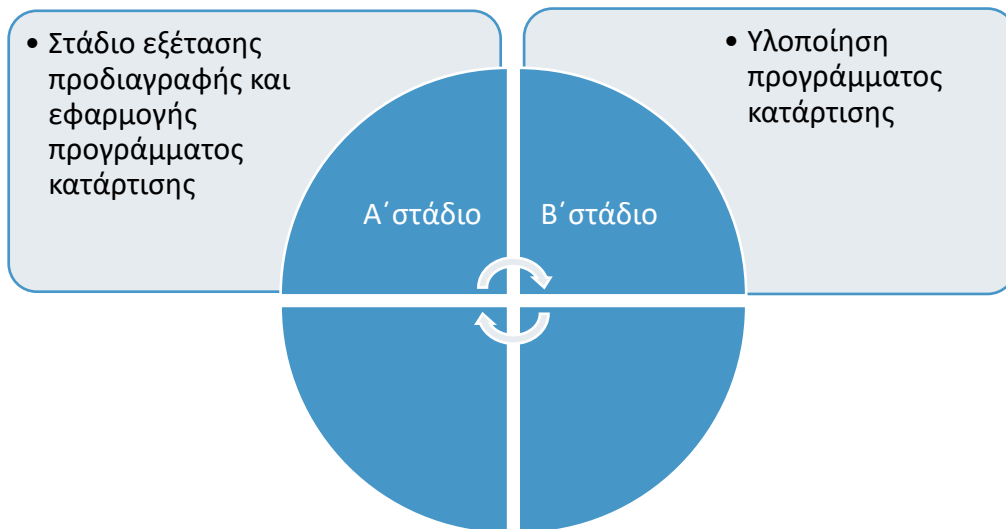 • Στάδιο εξέτασης
προδιαγραφής και
εφαρμογής
προγράμματος
κατάρτισης
• Υλοποίηση
προγράμματος
κατάρτισης
Α΄στάδιο
Β΄στάδιο